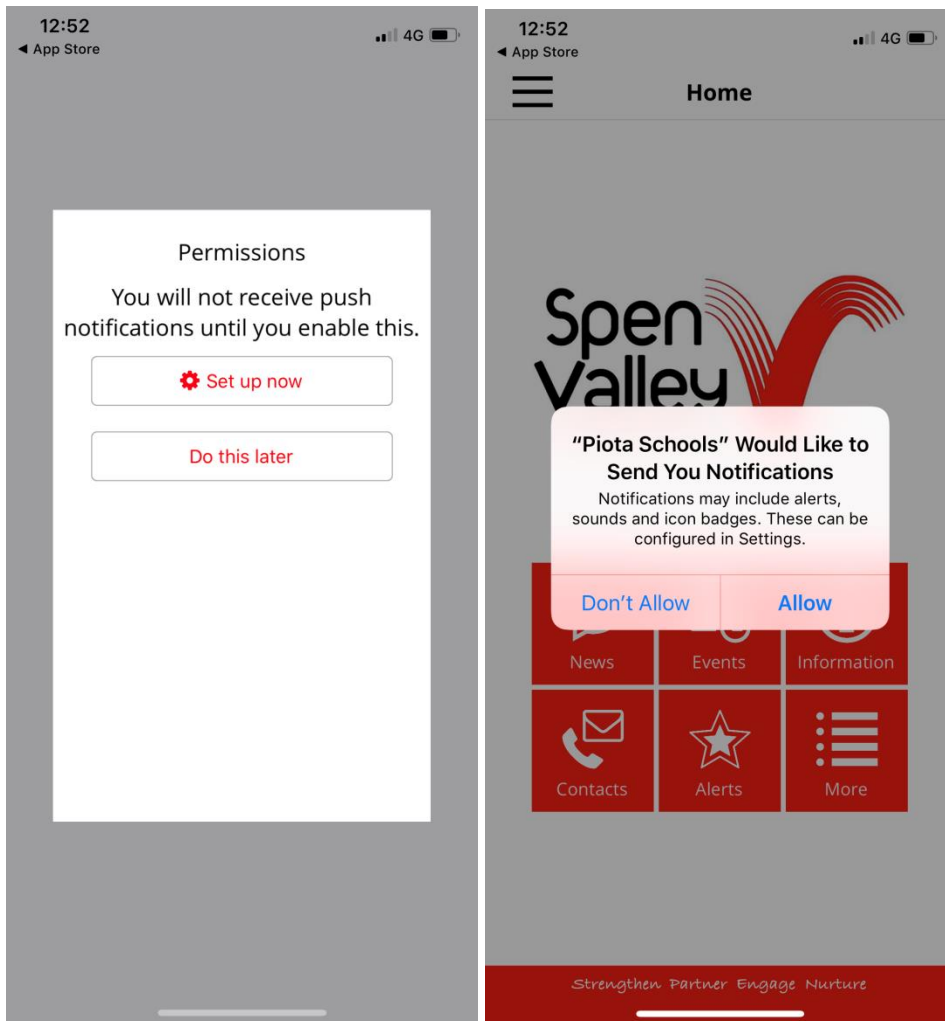 12:52
4G
App Store
Permissions
You will not receive push
notifications until you enable this.
Set up now
Do this later
12:52
4G
App Store
Home
Spen
Valley
“Piota Schools” Would Like to
Send You Notifications
Notifications may include alerts,
sounds and icon badges. These can be
configured in Settings.
Don’t Allow Allow
News Events Information
Contacts Alerts More
Strengthen Partner Engage Nurture